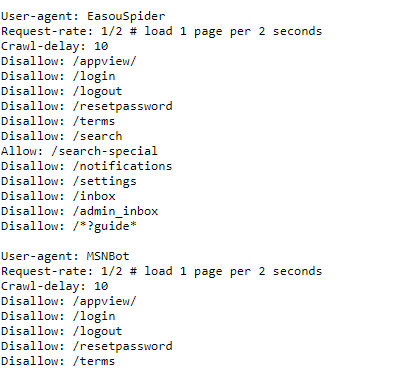 User-agent: EasouSpider
Request-rate: 1/2 # load 1 page per 2 seconds
Crawl-delay: 10
Disallow: /appview/
Disallow: /login
Disallow: /logout
Disallow: /resetpassword
Disallow: /terms
Disallow: /search
Allow: /search-special
Disallow: /notifications
Disallow: /settings
Disallow: /inbox
Disallow: /admin_inbox
Disallow: /*?guide*

User-agent: MSNBot
Request-rate: 1/2 # load 1 page per 2 seconds
Crawl-delay: 10
Disallow: /appview/
Disallow: /login
Disallow: /logout
Disallow: /resetpassword
Disallow: /terms